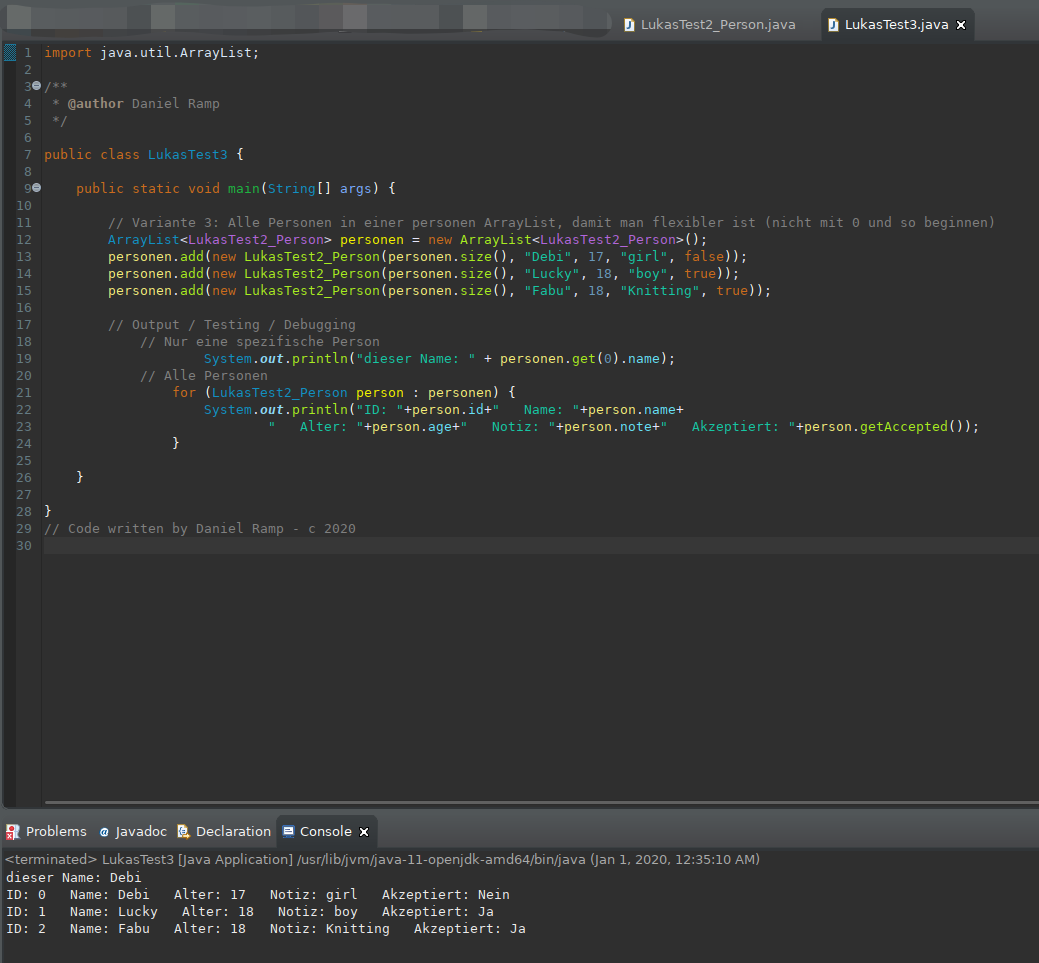 LukasTest2_Person.java LukasTest3.java
1 import java.util.ArrayList;
2
3 /**
4  * @author Daniel Ramp
5  */
6
7 public class LukasTest3 {
8
9     public static void main(String[] args) {
10
11         // Variante 3: Alle Personen in einer personen ArrayList, damit man flexibler ist (nicht mit 0 und so beginnen)
12         ArrayList<LukasTest2_Person> personen = new ArrayList<LukasTest2_Person>();
13         personen.add(new LukasTest2_Person(personen.size(), "Debi", 17, "girl", false));
14         personen.add(new LukasTest2_Person(personen.size(), "Lucky", 18, "boy", true));
15         personen.add(new LukasTest2_Person(personen.size(), "Fabu", 18, "Knitting", true));
16
17         // Output / Testing / Debugging
18             // Nur eine spezifische Person
19                     System.out.println("dieser Name: " + personen.get(0).name);
20             // Alle Personen
21                 for (LukasTest2_Person person : personen) {
22                     System.out.println("ID: "+person.id+"   Name: "+person.name+
23                             "   Alter: "+person.age+"   Notiz: "+person.note+"   Akzeptiert: "+person.getAccepted());
24                 }
25
26     }
27
28 }
29 // Code written by Daniel Ramp - c 2020
30
Problems Javadoc Declaration Console
<terminated> LukasTest3 [Java Application] /usr/lib/jvm/java-11-openjdk-amd64/bin/java (Jan 1, 2020, 12:35:10 AM)
dieser Name: Debi
ID: 0   Name: Debi   Alter: 17   Notiz: girl   Akzeptiert: Nein
ID: 1   Name: Lucky   Alter: 18   Notiz: boy   Akzeptiert: Ja
ID: 2   Name: Fabu   Alter: 18   Notiz: Knitting   Akzeptiert: Ja